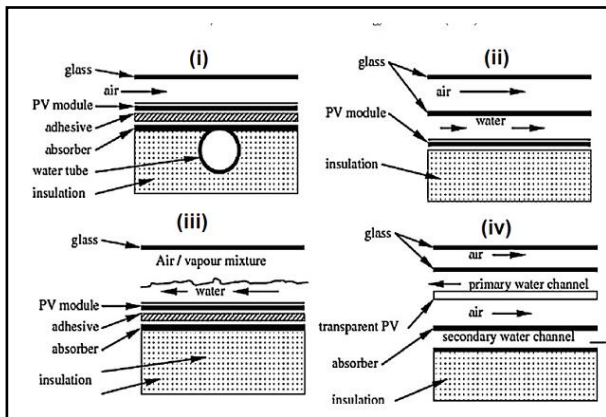 (i)
glass
air
PV module
adhesive
absorber
water tube
insulation
(ii)
glass
air
water
PV module
insulation
(iii)
glass
Air / vapour mixture
water
PV module
adhesive
absorber
insulation
(iv)
glass
air
primary water channel
air
transparent PV
absorber
secondary water channel
insulation